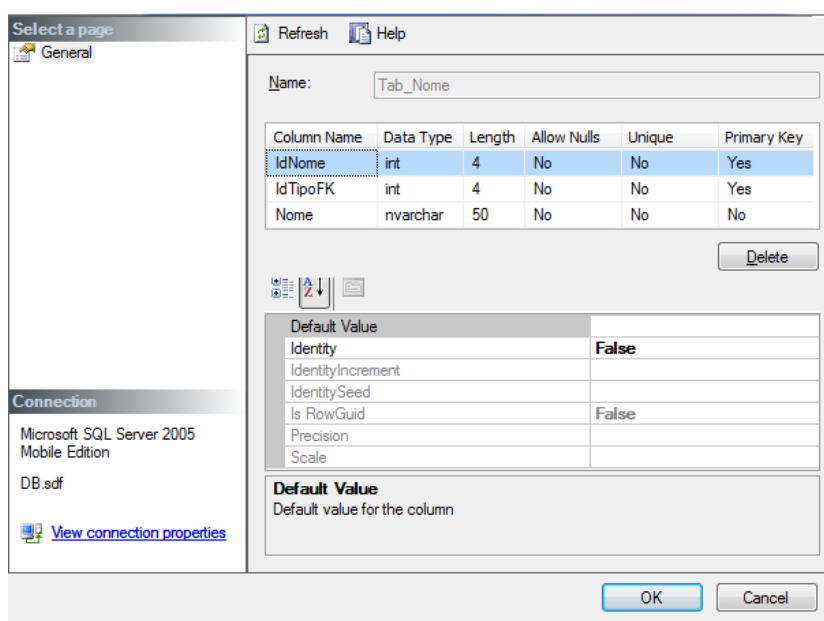 Select a page
General
Refresh Help
Name: Tab_Nome
Column Name Data Type Length Allow Nulls Unique Primary Key
IdNome int 4 No No Yes
IdTipoFK int 4 No No Yes
Nome nvarchar 50 No No No
Delete
Default Value
Identity False
IdentityIncrement
IdentitySeed
Is RowGuid False
Precision
Scale
Default Value
Default value for the column
Connection
Microsoft SQL Server 2005
Mobile Edition
DB.sdf
View connection properties
OK Cancel